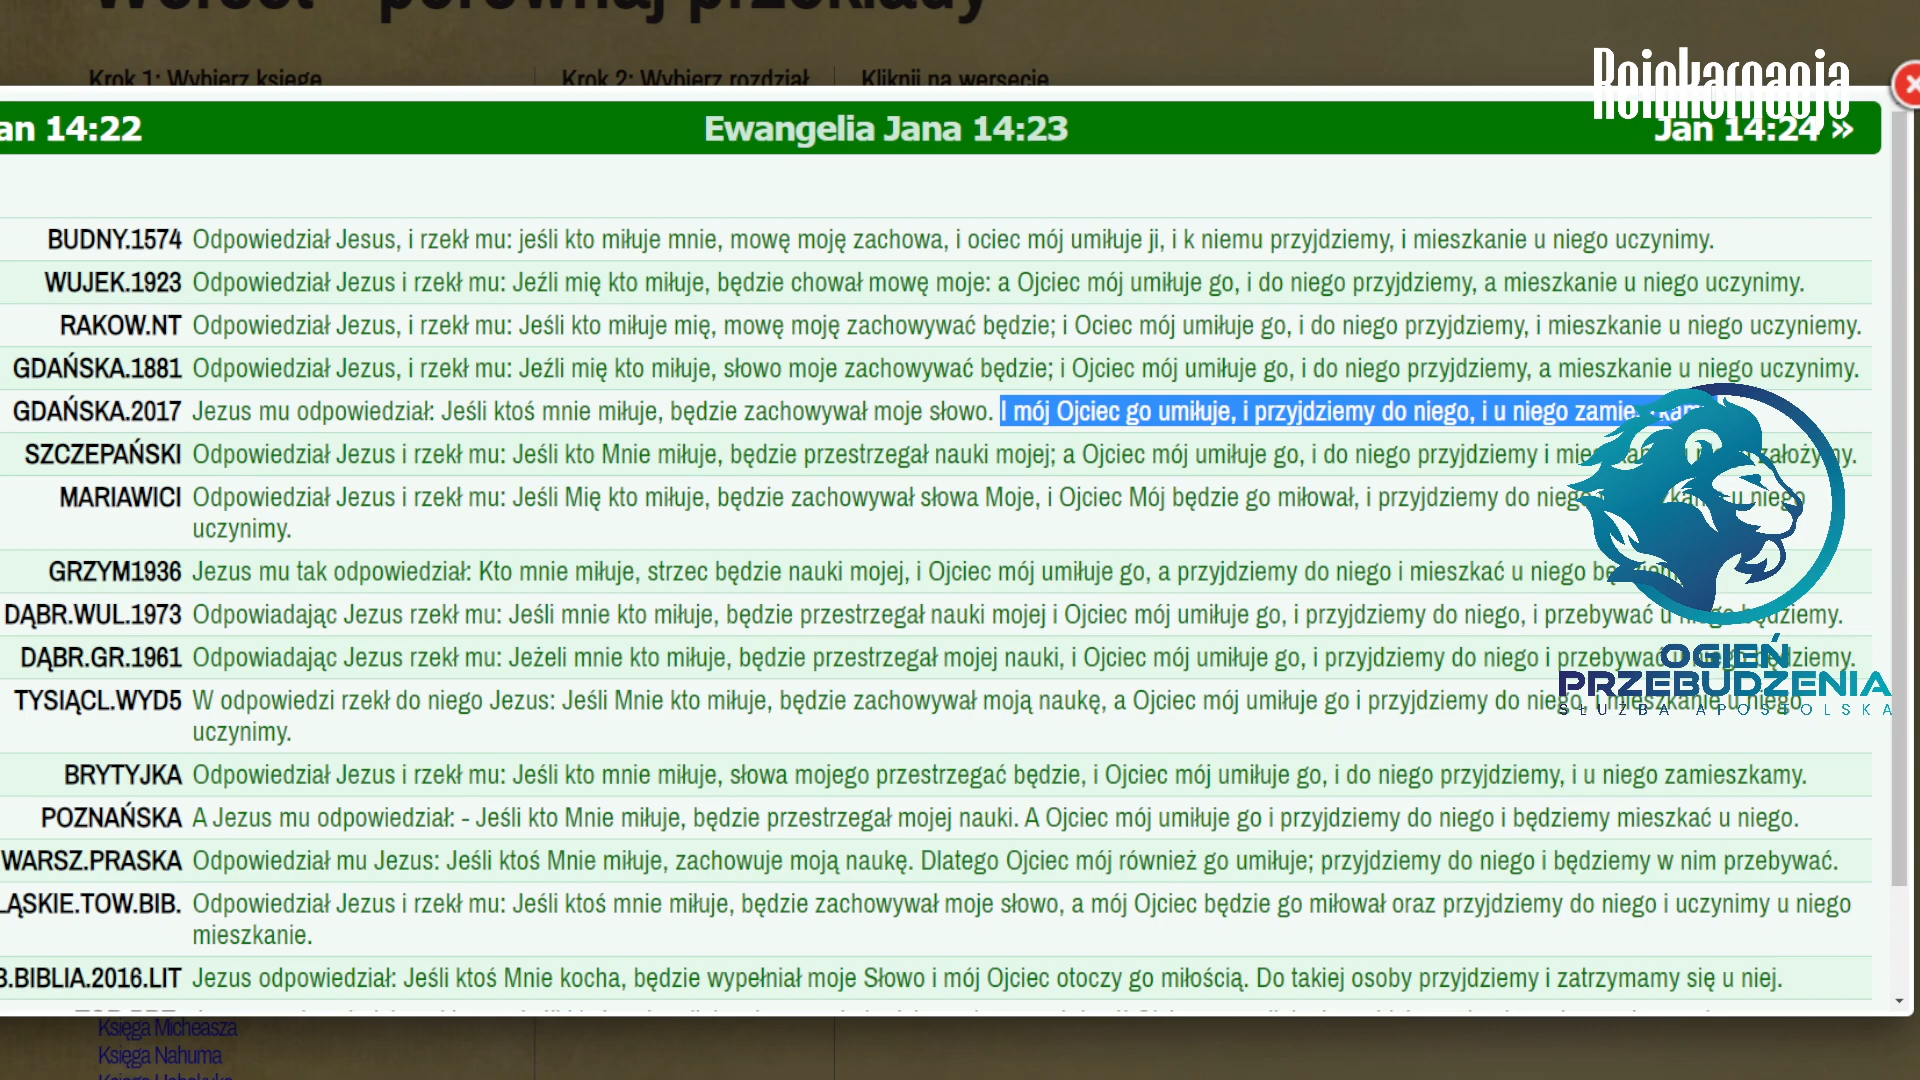 Werset - porównaj przekłady
Krok 1: Wybierz księgę Krok 2: Wybierz rozdział Kliknij na wersecie
Reinkarnacja
an 14:22 Ewangelia Jana 14:23 Jan 14:24 »
BUDNY.1574 Odpowiedział Jesus, i rzekł mu: jeśli kto miłuje mnie, mowę moję zachowa, i ociec mój umiłuje ji, i k niemu przyjdziemy, i mieszkanie u niego uczynimy.
WUJEK.1923 Odpowiedział Jezus i rzekł mu: Jeźli mię kto miłuje, będzie chował mowę moje: a Ojciec mój umiłuje go, i do niego przyjdziemy, a mieszkanie u niego uczynimy.
RAKOW.NT Odpowiedział Jezus, i rzekł mu: Jeśli kto miłuje mię, mowę moję zachowywać będzie; i Ociec mój umiłuje go, i do niego przyjdziemy, i mieszkanie u niego uczyniemy.
GDAŃSKA.1881 Odpowiedział Jezus, i rzekł mu: Jeźli mię kto miłuje, słowo moje zachowywać będzie; i Ojciec mój umiłuje go, i do niego przyjdziemy, a mieszkanie u niego uczynimy.
GDAŃSKA.2017 Jezus mu odpowiedział: Jeśli ktoś mnie miłuje, będzie zachowywał moje słowo. I mój Ojciec go umiłuje, i przyjdziemy do niego, i u niego
SZCZEPAŃSKI Odpowiedział Jezus i rzekł mu: Jeśli kto Mnie miłuje, będzie przestrzegał nauki mojej; a Ojciec mój umiłuje go, i do niego przyjdziemy i założymy.
MARIAWICI Odpowiedział Jezus i rzekł mu: Jeśli Mię kto miłuje, będzie zachowywał słowa Moje, i Ojciec Mój będzie go miłował, i przyjdziemy do niego u niego
uczynimy.
GRZYM1936 Jezus mu tak odpowiedział: Kto mnie miłuje, strzec będzie nauki mojej, i Ojciec mój umiłuje go, a przyjdziemy do niego i mieszkać u niego
DĄBR.WUL.1973 Odpowiadając Jezus rzekł mu: Jeśli mnie kto miłuje, będzie przestrzegał nauki mojej i Ojciec mój umiłuje go, i przyjdziemy do niego, i przebywać u niego będziemy.
DĄBR.GR.1961 Odpowiadając Jezus rzekł mu: Jeżeli mnie kto miłuje, będzie przestrzegał mojej nauki, i Ojciec mój umiłuje go, i przyjdziemy do niego i przebywać u niego będziemy.
TYSIĄCL.WYD5 W odpowiedzi rzekł do niego Jezus: Jeśli Mnie kto miłuje, będzie zachowywał moją naukę, a Ojciec mój umiłuje go i przyjdziemy do niego, i mieszkanie u niego
uczynimy.
OGIEŃ
PRZEBUDZENIA
SŁUŻBA APOSTOLSKA
BRYTYJKA Odpowiedział Jezus i rzekł mu: Jeśli kto mnie miłuje, słowa mojego przestrzegać będzie, i Ojciec mój umiłuje go, i do niego przyjdziemy, i u niego zamieszkamy.
POZNAŃSKA A Jezus mu odpowiedział: - Jeśli kto Mnie miłuje, będzie przestrzegał mojej nauki. A Ojciec mój umiłuje go i przyjdziemy do niego i będziemy mieszkać u niego.
WARSZ.PRASKA Odpowiedział mu Jezus: Jeśli ktoś Mnie miłuje, zachowuje moją naukę. Dlatego Ojciec mój również go umiłuje; przyjdziemy do niego i będziemy w nim przebywać.
LĄSKIE.TOW.BIB. Odpowiedział Jezus i rzekł mu: Jeśli ktoś mnie miłuje, będzie zachowywał moje słowo, a mój Ojciec będzie go miłował oraz przyjdziemy do niego i uczynimy u niego
mieszkanie.
B.BIBLIA.2016.LIT Jezus odpowiedział: Jeśli ktoś Mnie kocha, będzie wypełniał moje Słowo i mój Ojciec otoczy go miłością. Do takiej osoby przyjdziemy i zatrzymamy się u niej.
Księga Micheasza
Księga Nahuma